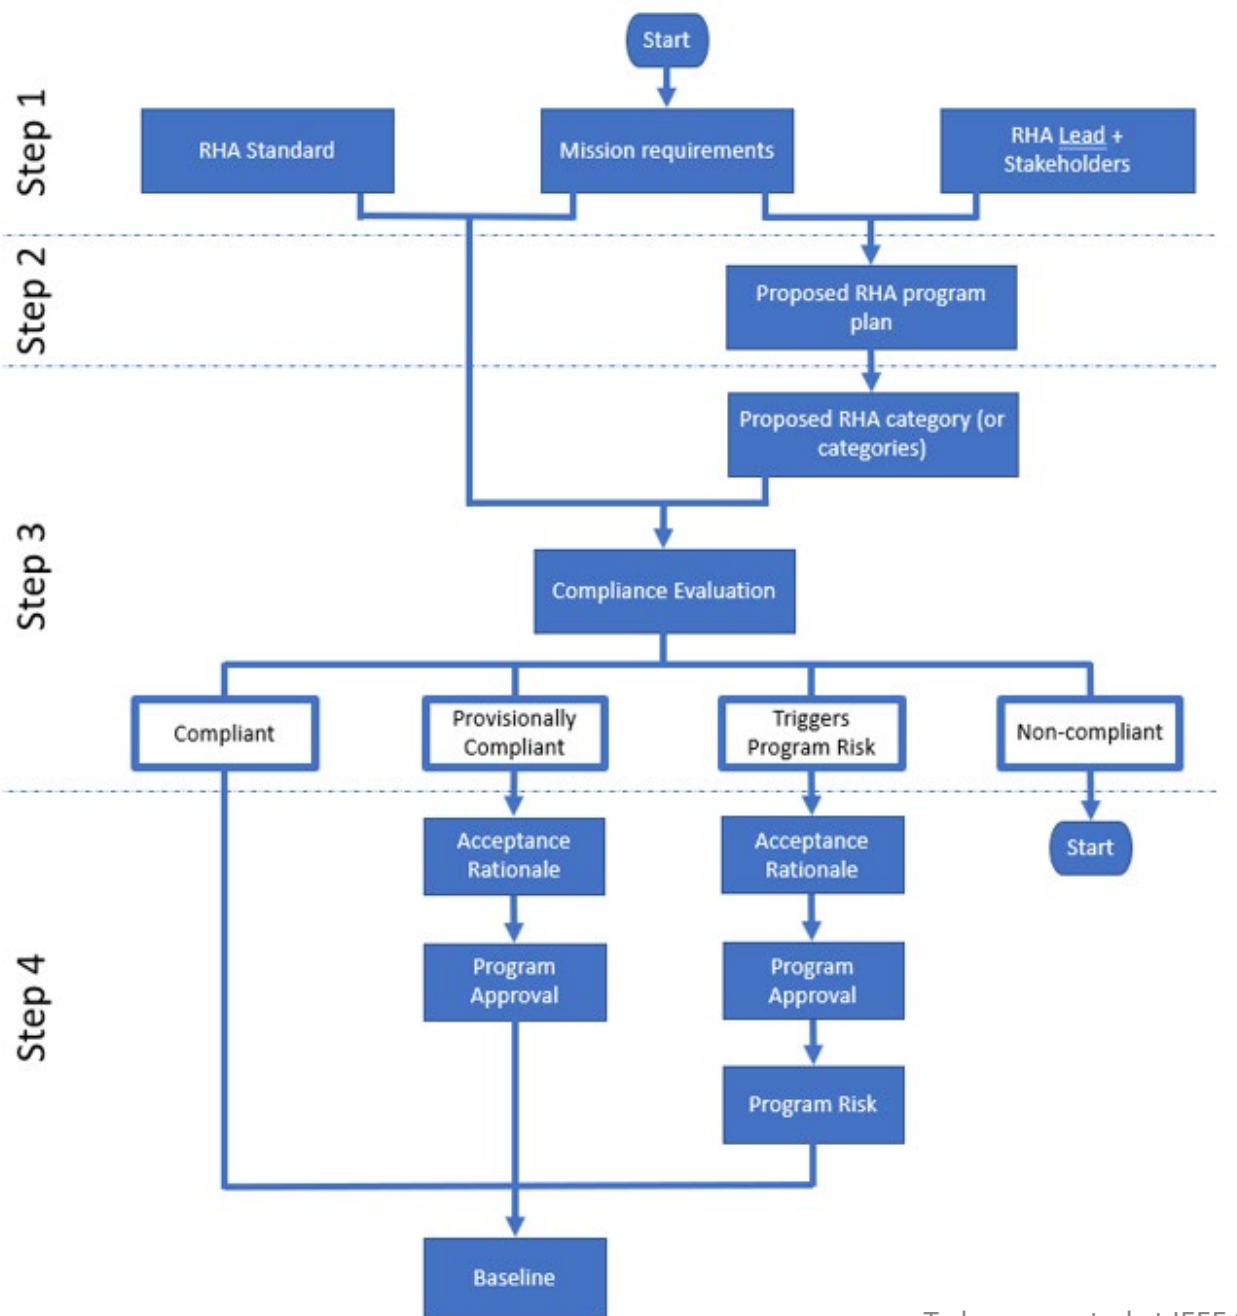 Start
Step 1
RHA Standard
Mission requirements
RHA Lead +
Stakeholders
Step 2
Proposed RHA program
plan
Proposed RHA category (or
categories)
Step 3
Compliance Evaluation
Compliant
Provisionally
Compliant
Triggers
Program Risk
Non-compliant
Step 4
Acceptance
Rationale
Acceptance
Rationale
Start
Program
Approval
Program
Approval
Program Risk
Baseline